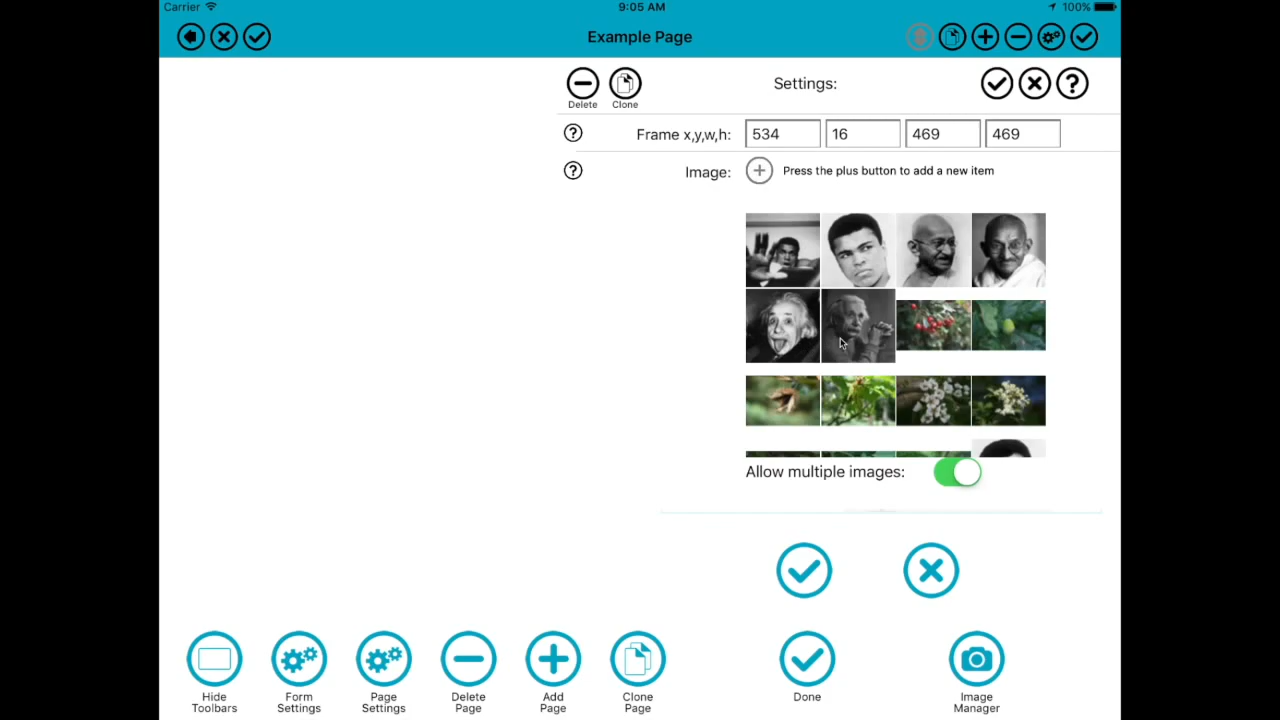 Carrier 9:05 AM 100%
Example Page
Delete Clone Settings:
Frame x,y,w,h: 534 16 469 469
Image: Press the plus button to add a new item
Allow multiple images:
Hide Toolbars
Form Settings
Page Settings
Delete Page
Add Page
Clone Page
Done
Image Manager